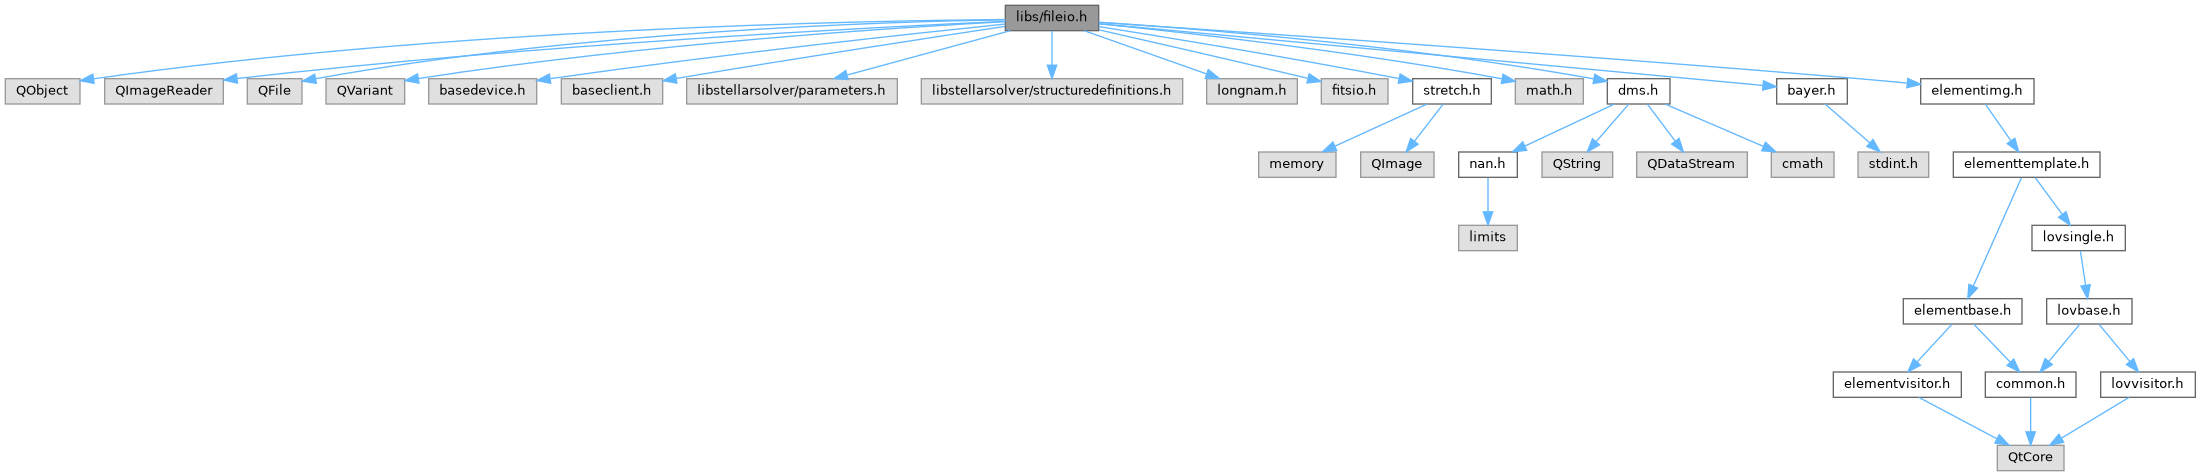 libs/fileio.h
QObject
QImageReader
QFile
QVariant
basedevice.h
baseclient.h
libstellarsolver/parameters.h
libstellarsolver/structuredefinitions.h
longnam.h
fitsio.h
stretch.h
math.h
dms.h
bayer.h
elementimg.h
memory
QImage
nan.h
QString
QDataStream
cmath
stdint.h
elementtemplate.h
limits
lovsingle.h
elementbase.h
lovbase.h
elementvisitor.h
common.h
lovvisitor.h
QtCore